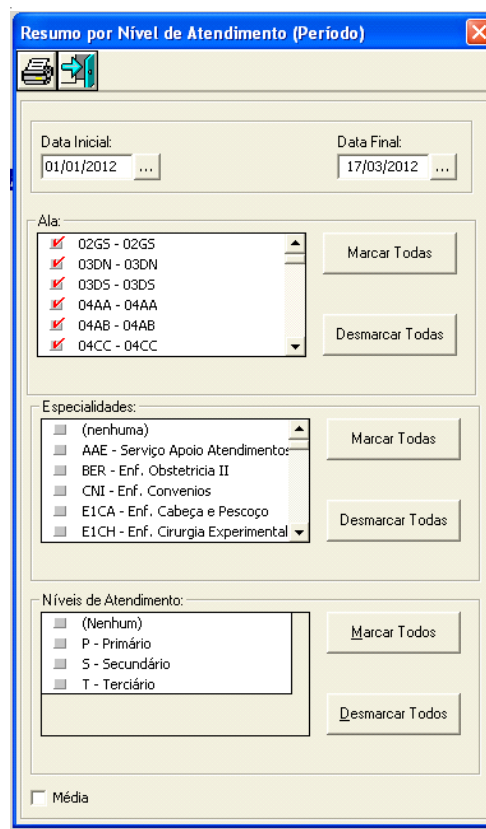 Resumo por Nível de Atendimento (Período)
Data Inicial:
Data Final:
01/01/2012 ...
17/03/2012 ...
Ala:
02GS - 02GS
03DN - 03DN
03DS - 03DS
04AA - 04AA
04AB - 04AB
04CC - 04CC
Marcar Todas
Desmarcar Todas
Especialidades:
(nenhuma)
AAE - Serviço Apoio Atendimentos
BER - Enf. Obstetricia II
CNI - Enf. Convenios
E1CA - Enf. Cabeça e Pescoço
E1CH - Enf. Cirurgia Experimental
Marcar Todas
Desmarcar Todas
Níveis de Atendimento:
(Nenhum)
P - Primário
S - Secundário
T - Terciário
Marcar Todos
Desmarcar Todos
Média